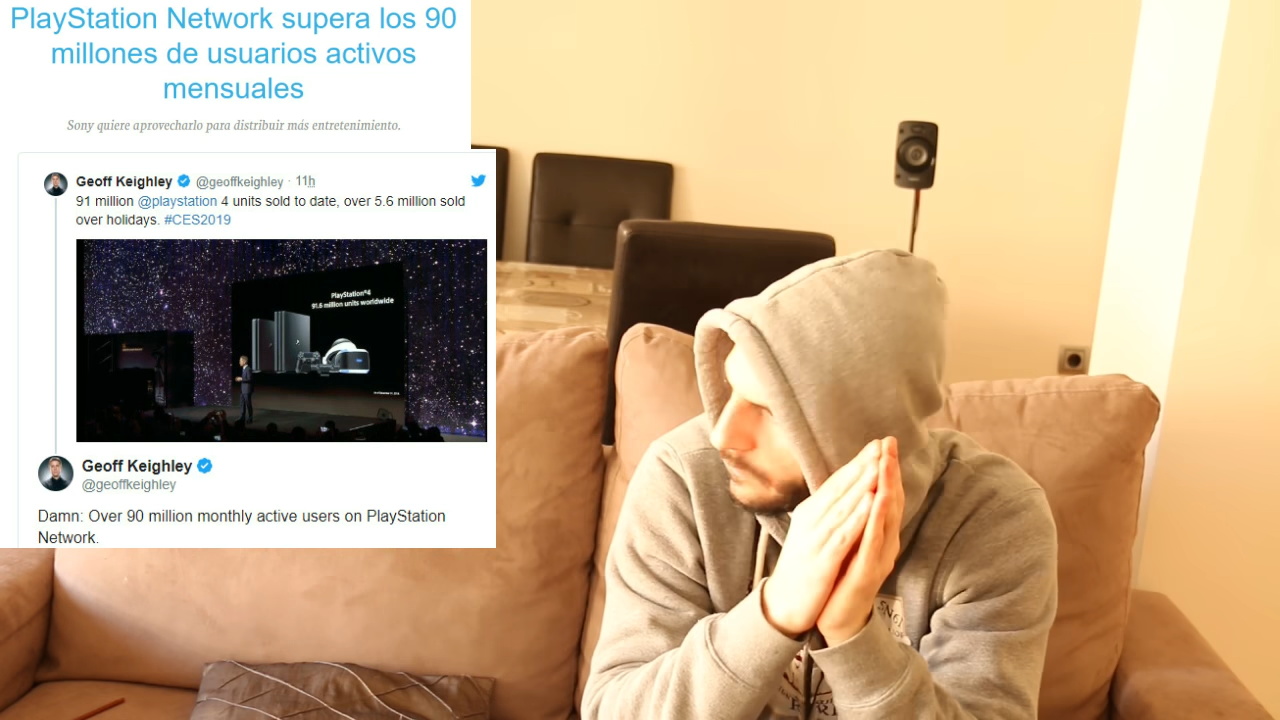 PlayStation Network supera los 90
millones de usuarios activos
mensuales
Sony quiere aprovecharlo para distribuir más entretenimiento.
Geoff Keighley @geoffkeighley · 11h
91 million @playstation 4 units sold to date, over 5.6 million sold
over holidays. #CES2019
PlayStation®4
91.6 million units worldwide
Geoff Keighley
@geoffkeighley
Damn: Over 90 million monthly active users on PlayStation
Network.